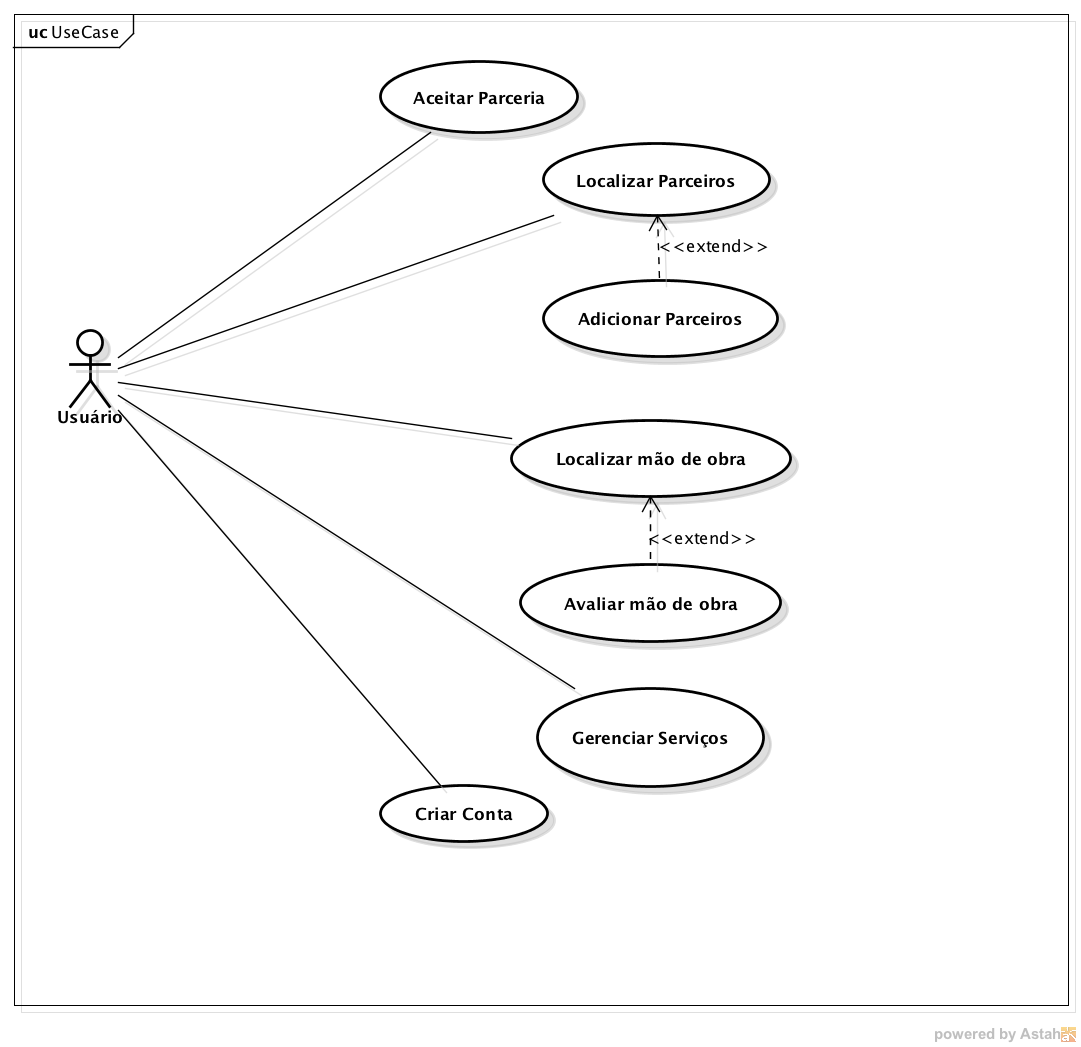 uc UseCase
Aceitar Parceria
Localizar Parceiros
<<extend>>
Adicionar Parceiros
Usuário
Localizar mão de obra
<<extend>>
Avaliar mão de obra
Gerenciar Serviços
Criar Conta
powered by Astah